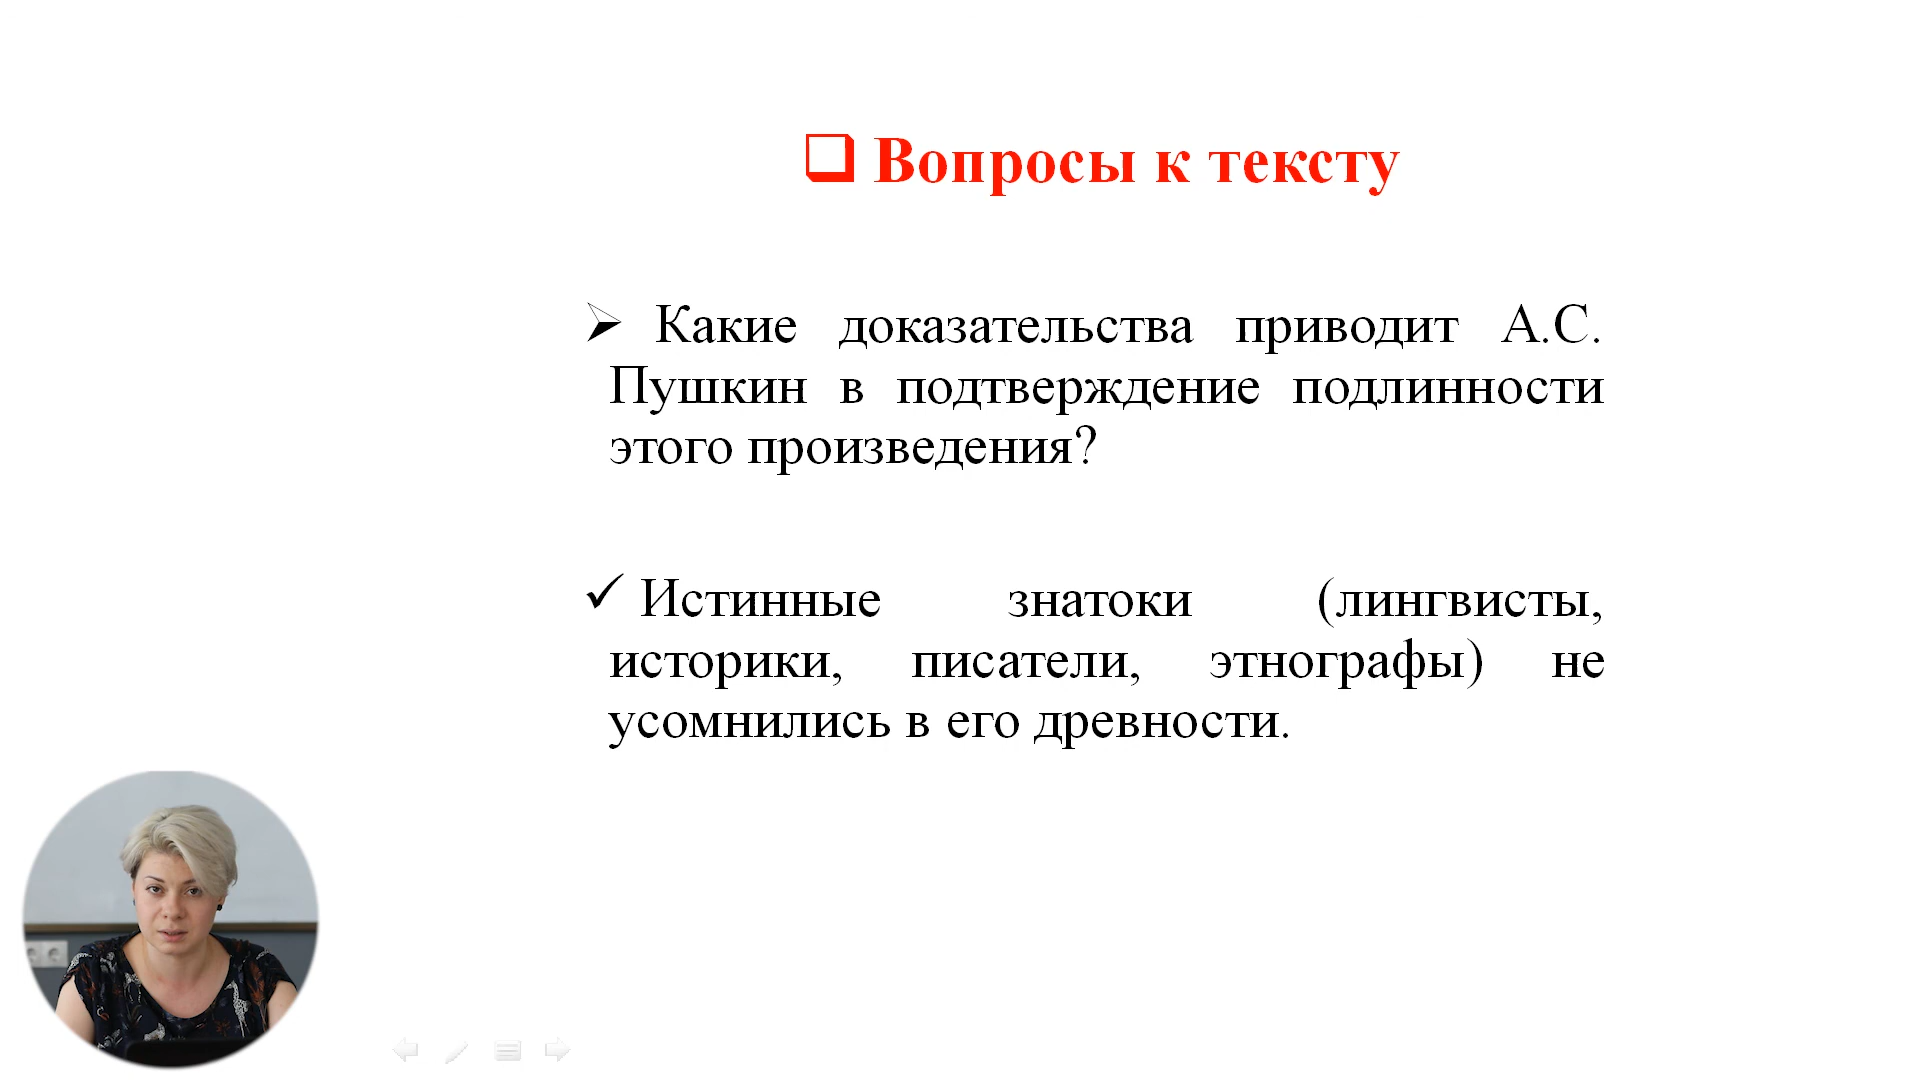 Вопросы к тексту
Какие доказательства приводит А.С.
Пушкин в подтверждение подлинности
этого произведения?
Истинные знатоки (лингвисты,
историки, писатели, этнографы) не
усомнились в его древности.